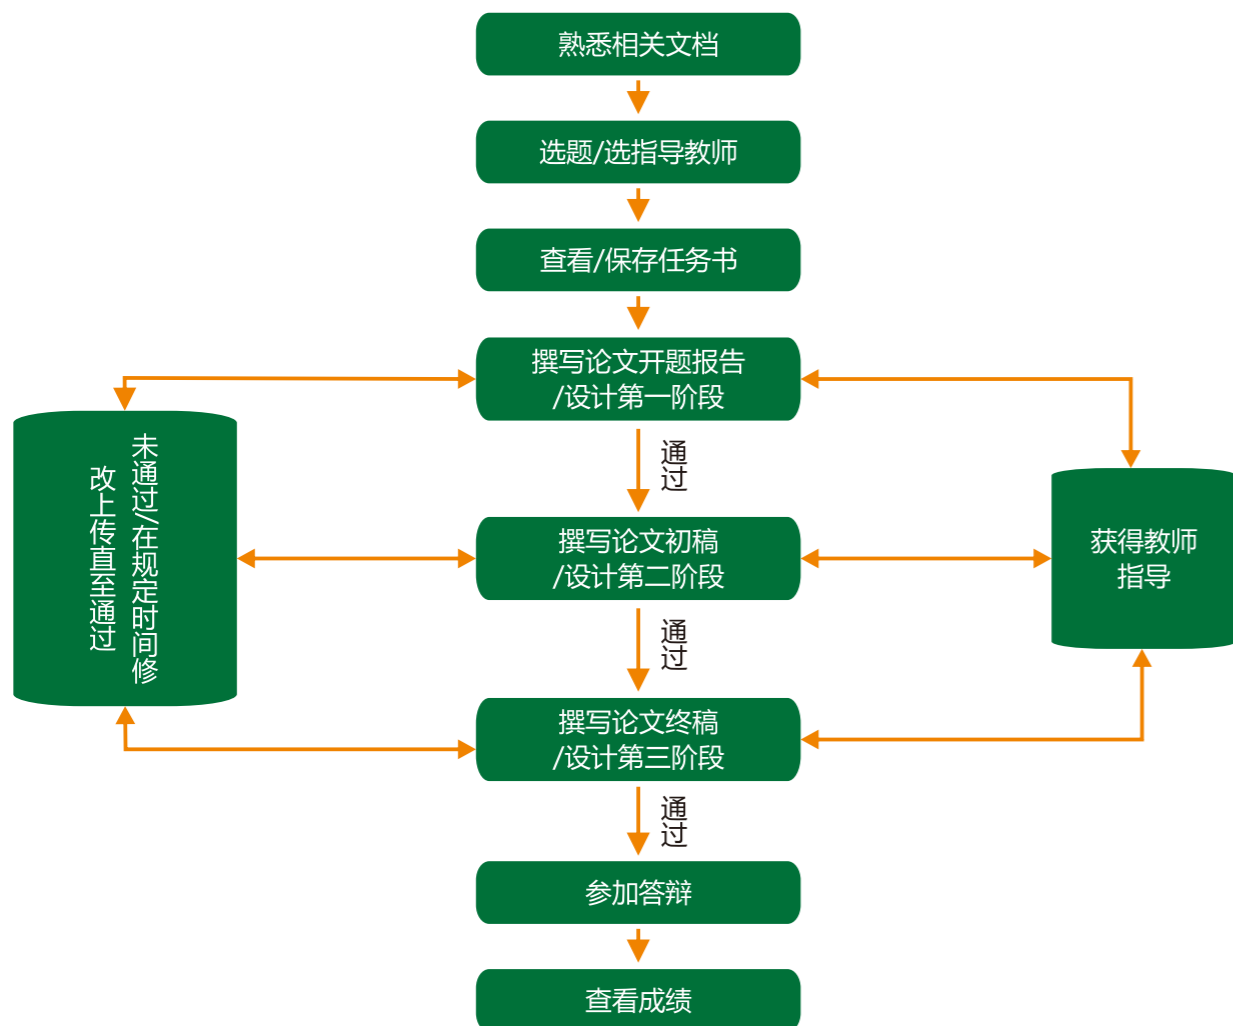 熟悉相关文档
选题/选指导教师
查看/保存任务书
撰写论文开题报告
/设计第一阶段
通过
未通过/在规定时间修
改上传直至通过
撰写论文初稿
/设计第二阶段
获得教师
指导
通过
撰写论文终稿
/设计第三阶段
通过
参加答辩
查看成绩